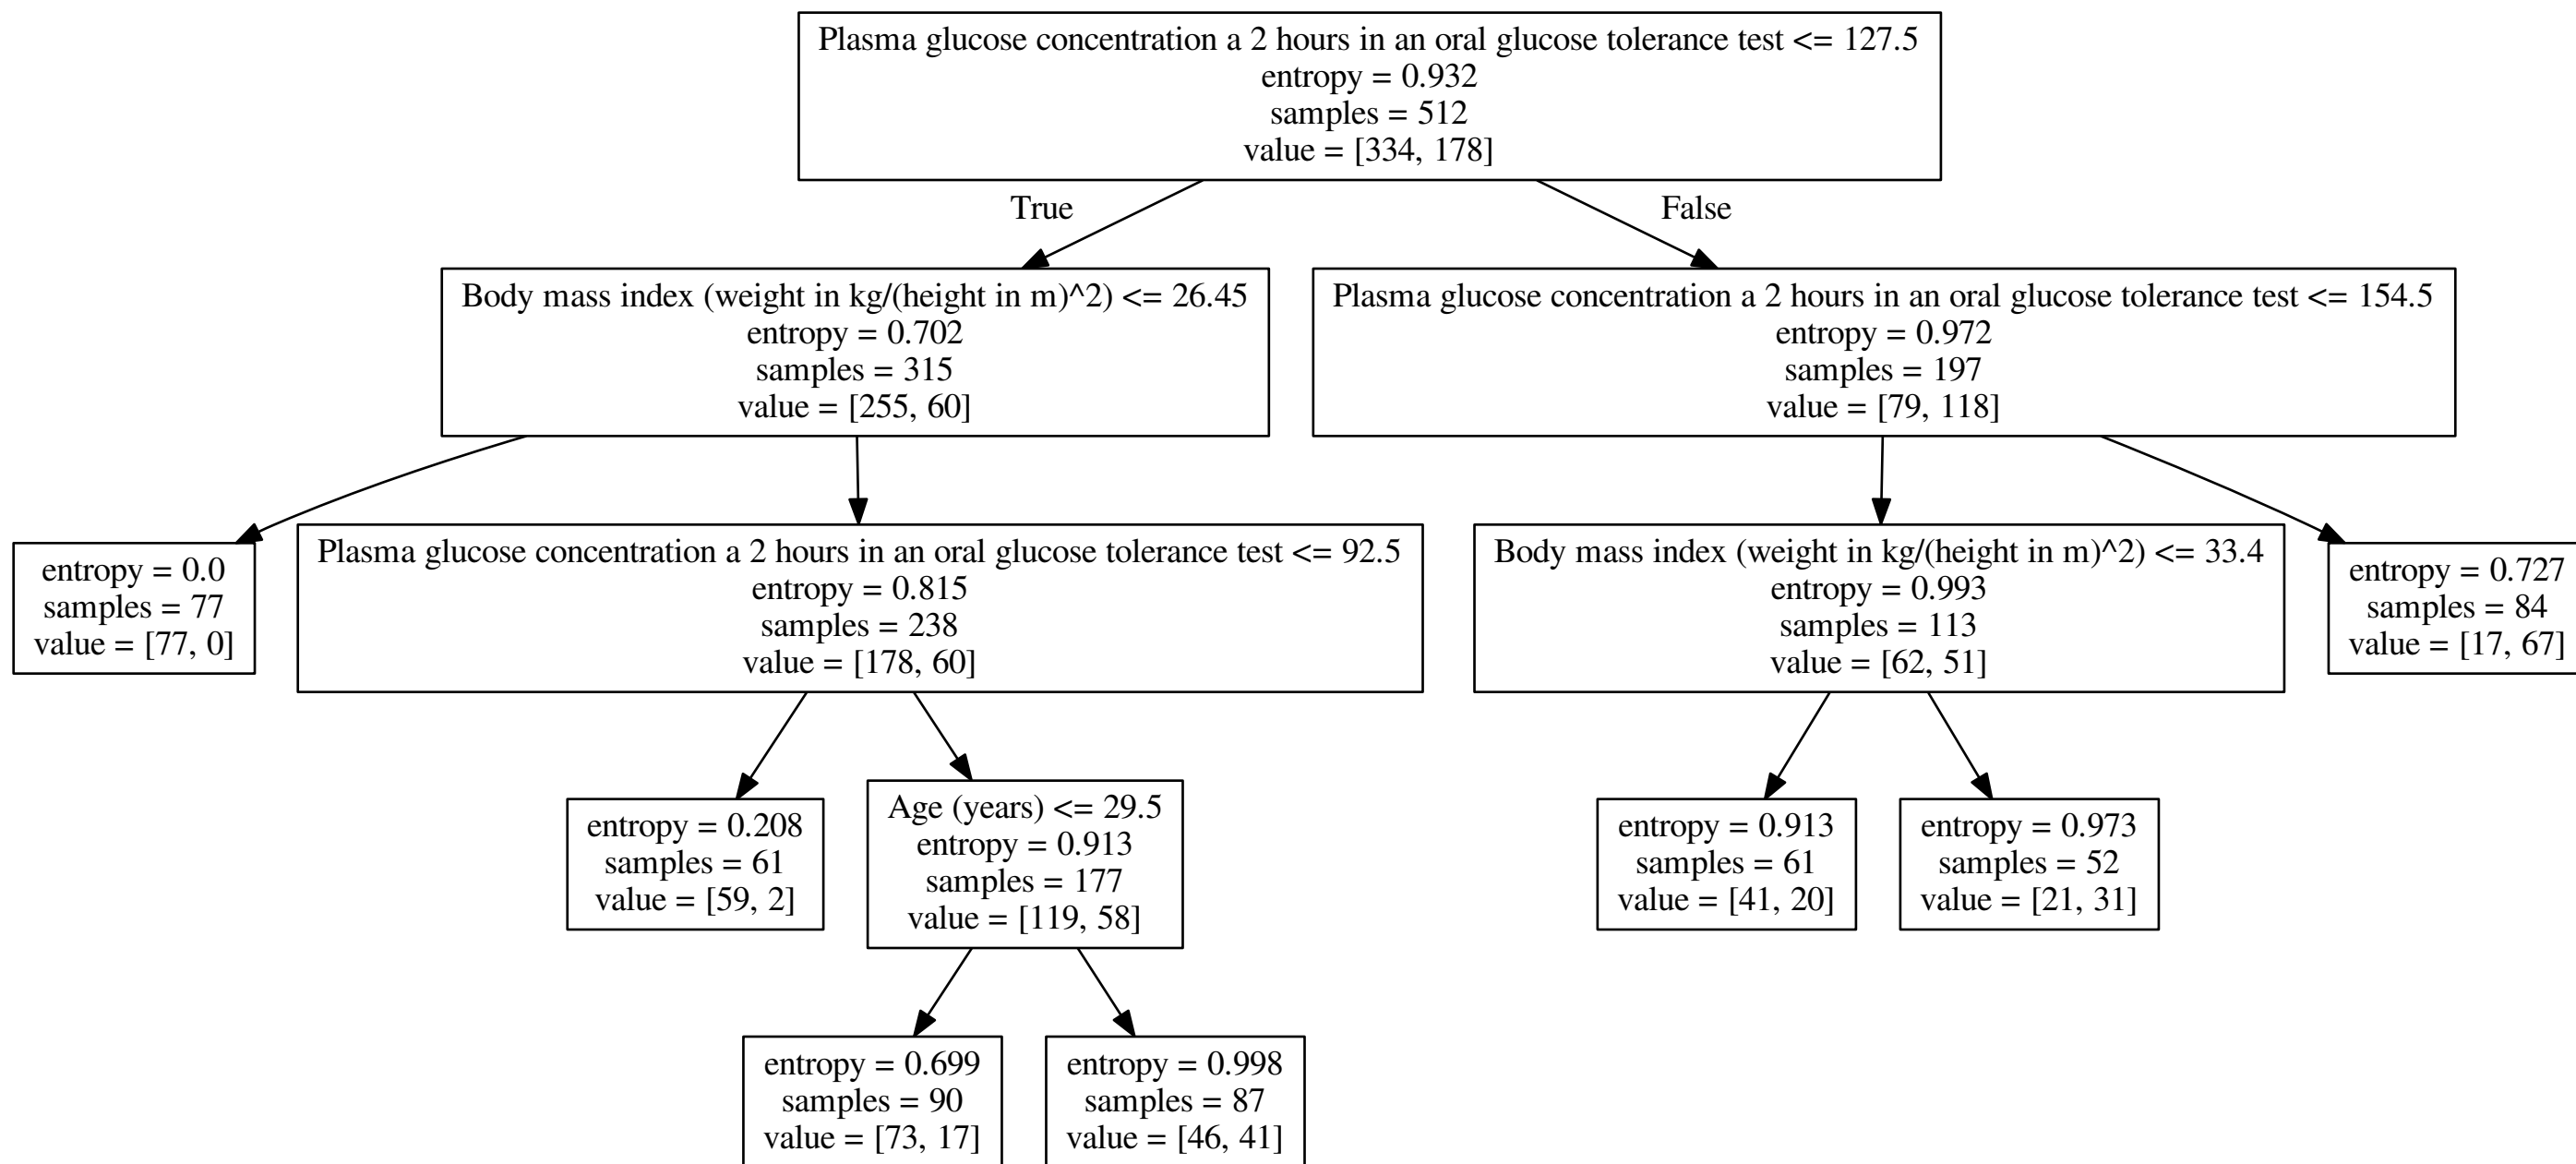 Plasma glucose concentration a 2 hours in an oral glucose tolerance test <= 127.5
entropy = 0.932
samples = 512
value = [334, 178]
True
False
Body mass index (weight in kg/(height in m)^2) <= 26.45
entropy = 0.702
samples = 315
value = [255, 60]
Plasma glucose concentration a 2 hours in an oral glucose tolerance test <= 154.5
entropy = 0.972
samples = 197
value = [79, 118]
entropy = 0.0
samples = 77
value = [77, 0]
Plasma glucose concentration a 2 hours in an oral glucose tolerance test <= 92.5
entropy = 0.815
samples = 238
value = [178, 60]
Body mass index (weight in kg/(height in m)^2) <= 33.4
entropy = 0.993
samples = 113
value = [62, 51]
entropy = 0.727
samples = 84
value = [17, 67]
entropy = 0.208
samples = 61
value = [59, 2]
Age (years) <= 29.5
entropy = 0.913
samples = 177
value = [119, 58]
entropy = 0.913
samples = 61
value = [41, 20]
entropy = 0.973
samples = 52
value = [21, 31]
entropy = 0.699
samples = 90
value = [73, 17]
entropy = 0.998
samples = 87
value = [46, 41]